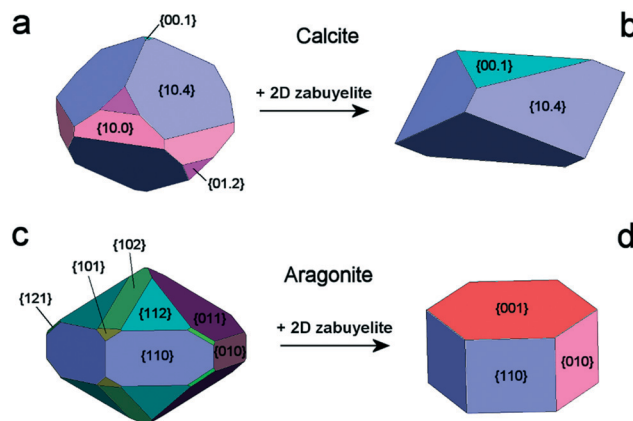 a
{00.1}
{10.4}
{10.0}
{01.2}
Calcite
+ 2D zabuyelite
b
{00.1}
{10.4}
c
{102}
{101}
{121}
{112}
{011}
{110}
{010}
Aragonite
+ 2D zabuyelite
d
{001}
{110}
{010}